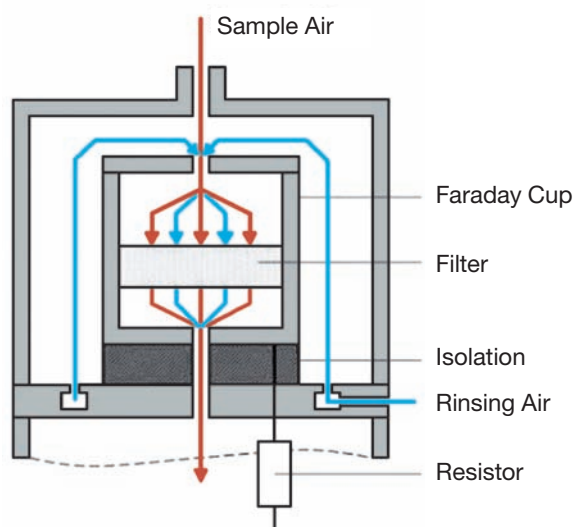 Sample Air
Faraday Cup
Filter
Isolation
Rinsing Air
Resistor